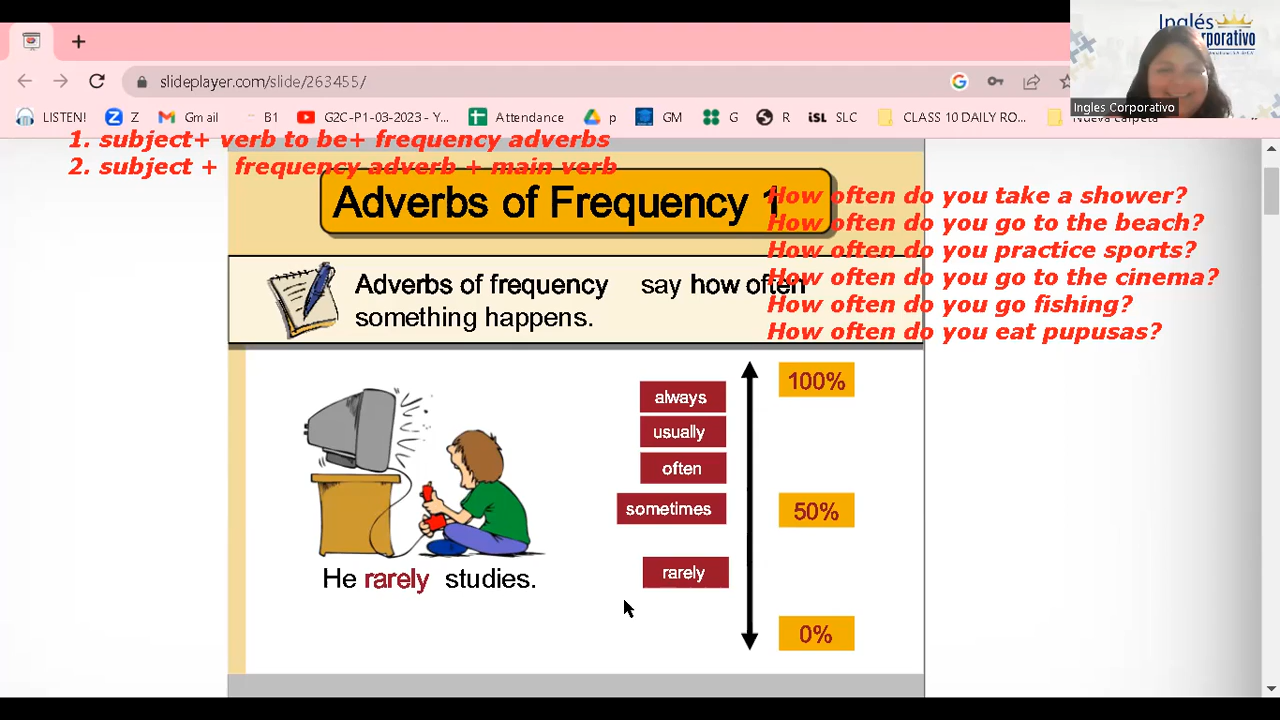 Inglés
Corporativo
slideplayer.com/slide/263455/
Ingles Corporativo
LISTEN!
Z
Gmail
B1
G2C-P1-03-2023 - Y...
Attendance
p
GM
G
R
iSL SLC
CLASS 10 DAILY RO...
Nueva carpeta
1. subject+ verb to be+ frequency adverbs
2. subject + frequency adverb + main verb
Adverbs of Frequency 1
How often do you take a shower?
How often do you go to the beach?
How often do you practice sports?
How often do you go to the cinema?
How often do you go fishing?
How often do you eat pupusas?
Adverbs of frequency say how often
something happens.
always
usually
often
sometimes
rarely
100%
50%
0%
He rarely studies.